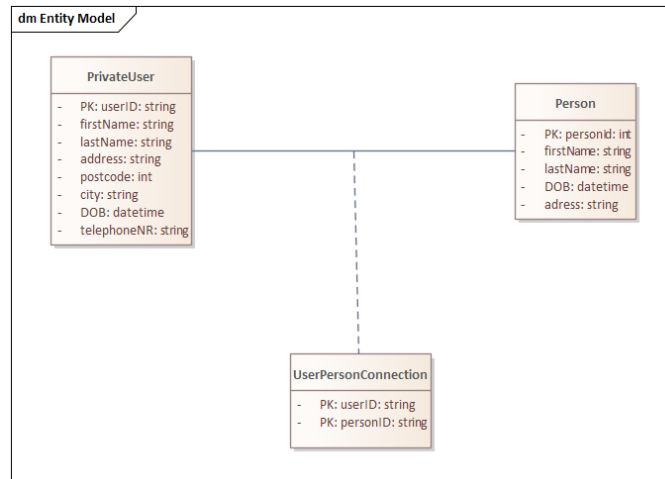 dm Entity Model
PrivateUser
- PK: userID: string
- firstName: string
- lastName: string
- address: string
- postcode: int
- city: string
- DOB: datetime
- telephoneNR: string
Person
- PK: personId: int
- firstName: string
- lastName: string
- DOB: datetime
- adress: string
UserPersonConnection
- PK: userID: string
- PK: personID: string